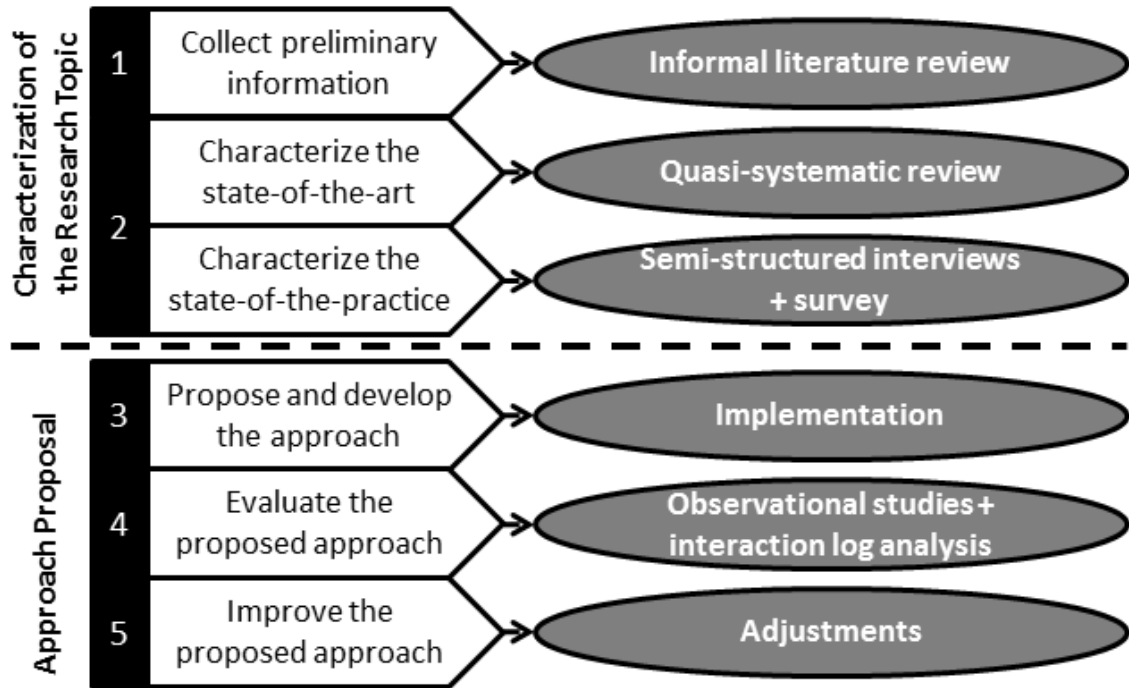 Characterization of
the Research Topic
1
Collect preliminary
information
Informal literature review
2
Characterize the
state-of-the-art
Quasi-systematic review
Characterize the
state-of-the-practice
Semi-structured interviews
+ survey
Approach Proposal
3
Propose and develop
the approach
Implementation
4
Evaluate the
proposed approach
Observational studies+
interaction log analysis
5
Improve the
proposed approach
Adjustments